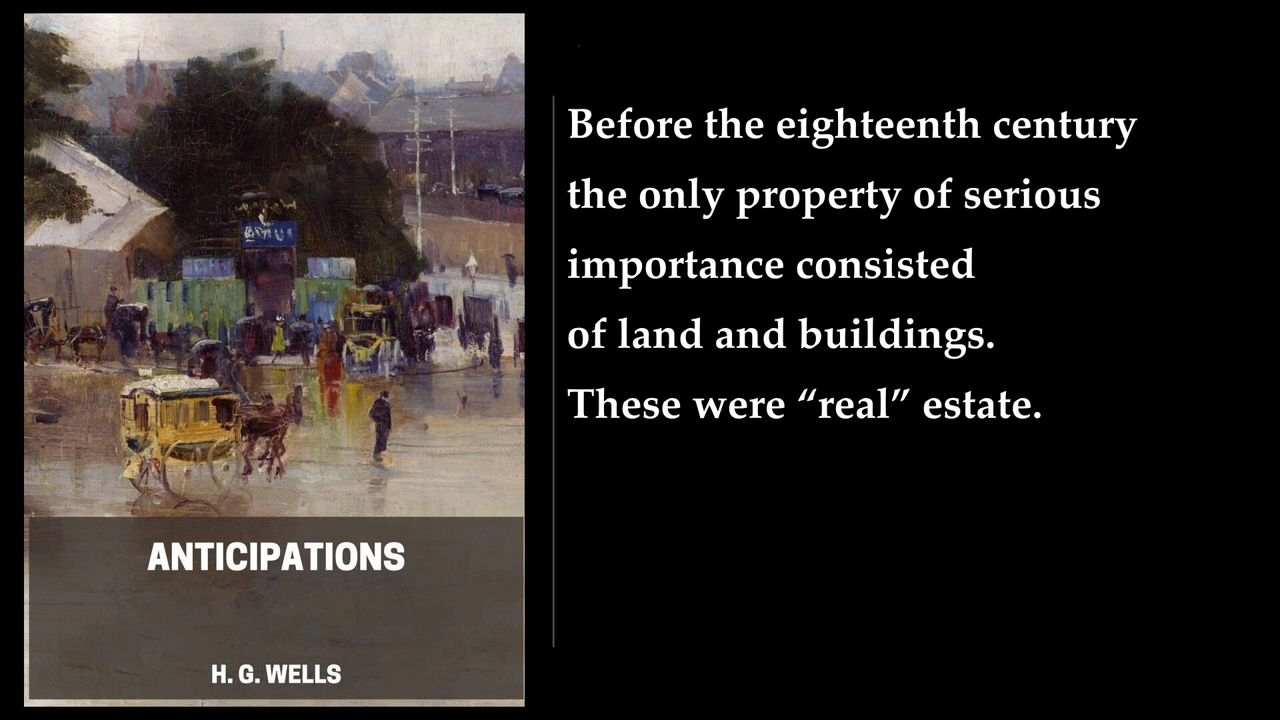 Before the eighteenth century
the only property of serious
importance consisted
of land and buildings.
These were “real” estate.
ANTICIPATIONS
H. G. WELLS